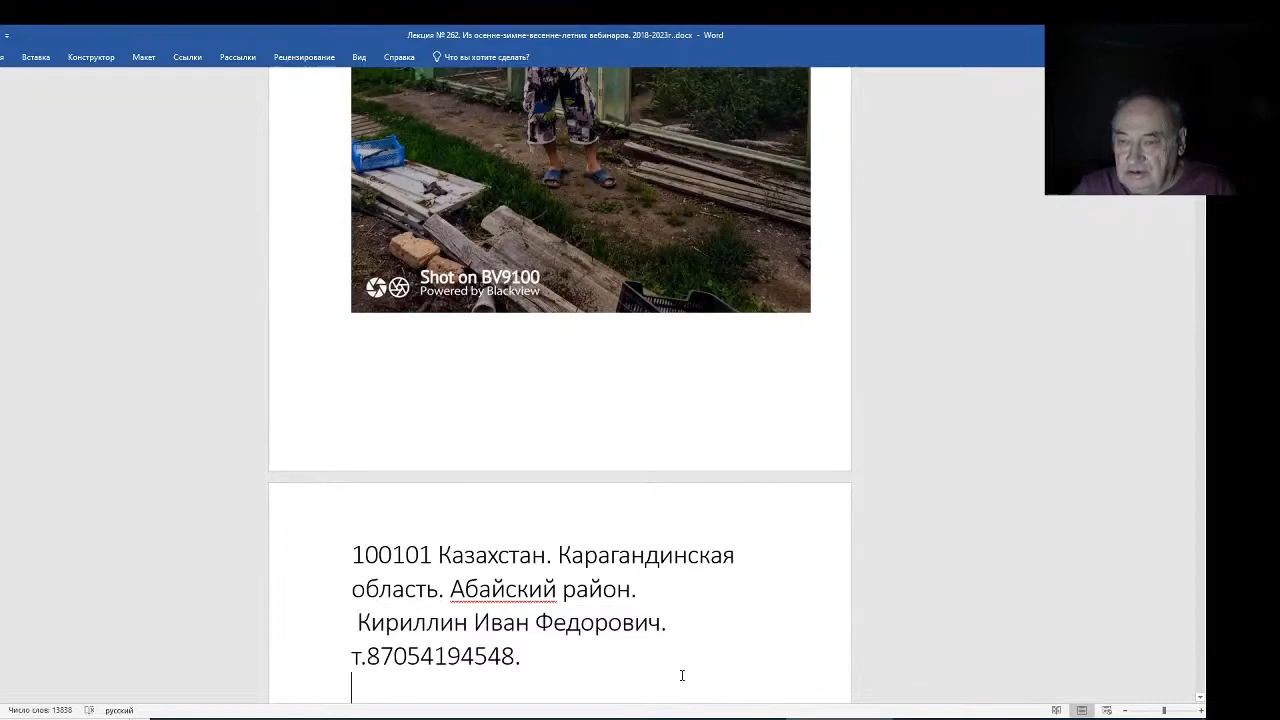 Лекция № 262. Из осенне-зимне-весенне-летних вебинаров. 2018-2023г..docx - Word
я Вставка Конструктор Макет Ссылки Рассылки Рецензирование Вид Справка Что вы хотите сделать?
Shot on BV9100
Powered by Blackview
100101 Казахстан. Карагандинская
область. Абайский район.
Кириллин Иван Федорович.
т.87054194548.
Число слов: 13838 русский